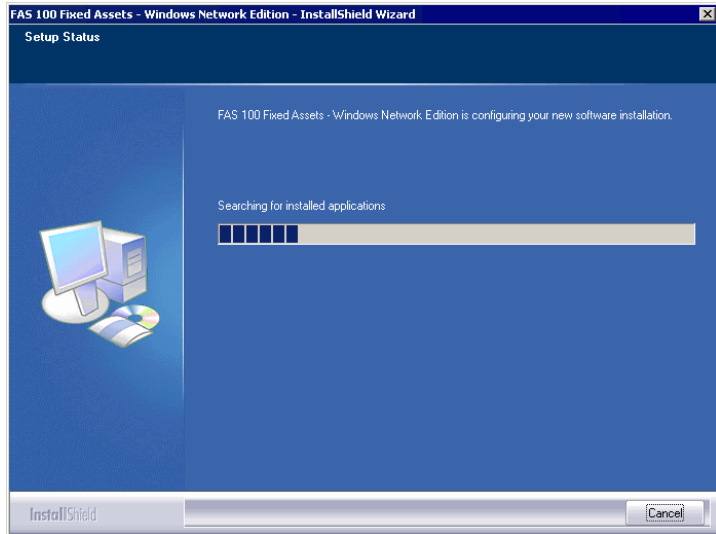 FAS 100 Fixed Assets - Windows Network Edition - InstallShield Wizard
Setup Status
FAS 100 Fixed Assets - Windows Network Edition is configuring your new software installation.
Searching for installed applications
InstallShield
Cancel